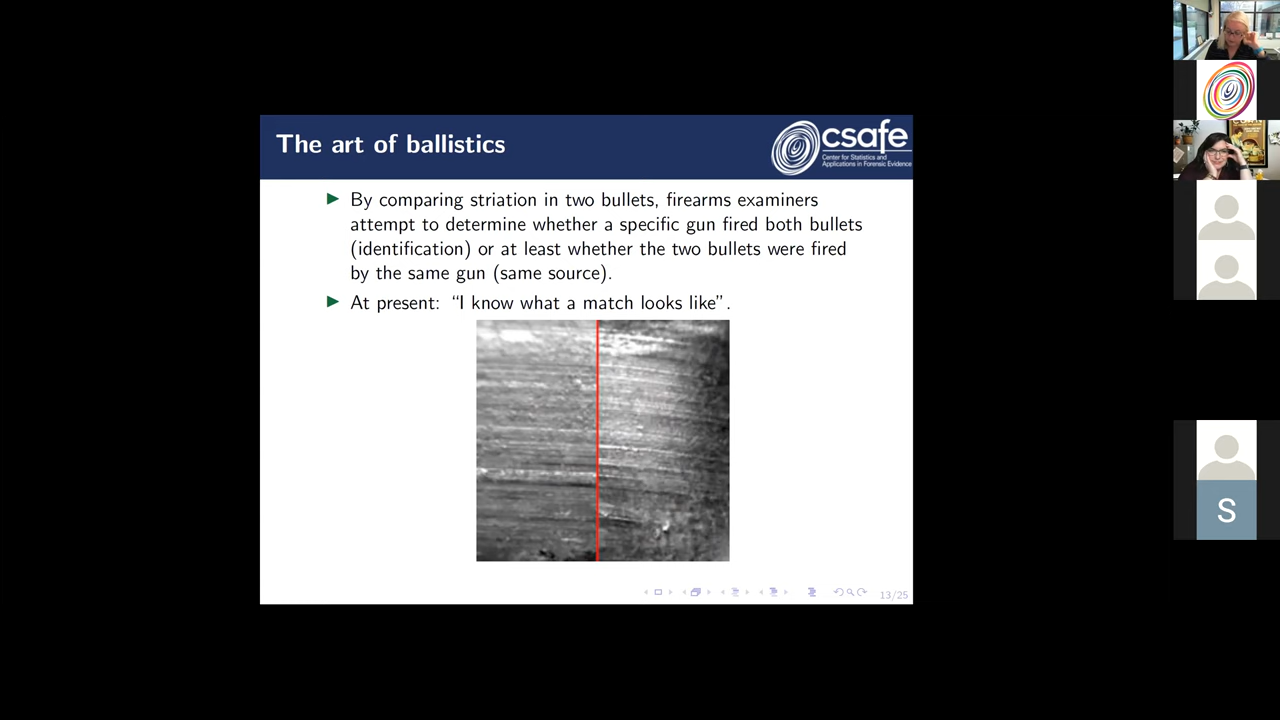 The art of ballistics
csafe
Center for Statistics and
Applications in Forensic Evidence
By comparing striation in two bullets, firearms examiners
attempt to determine whether a specific gun fired both bullets
(identification) or at least whether the two bullets were fired
by the same gun (same source).
At present: “I know what a match looks like”.
13/25
S